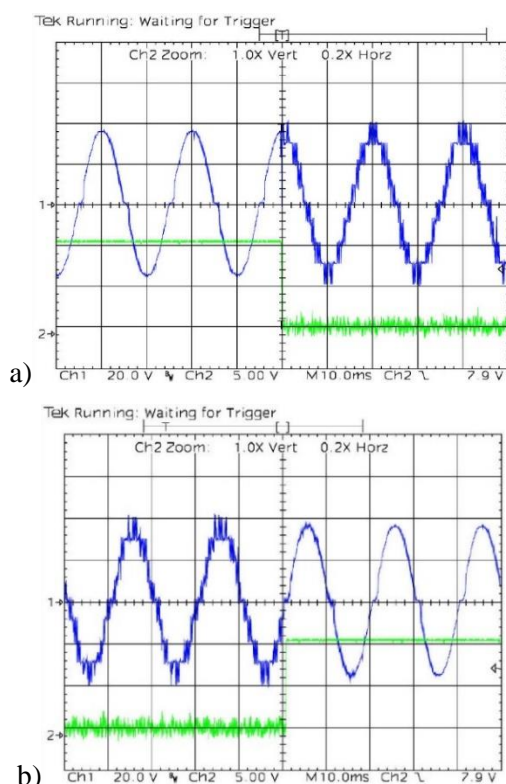 Tek Running: Waiting for Trigger
[T]
Ch2 Zoom: 1.0X Vert 0.2X Horz
1
2
a)
Ch1 20.0 V Ch2 5.00 V M10.0ms Ch2 7.9 V
Tek Running: Waiting for Trigger
T [ ]
Ch2 Zoom: 1.0X Vert 0.2X Horz
1
2
b)
Ch1 20.0 V Ch2 5.00 V M10.0ms Ch2 7.9 V